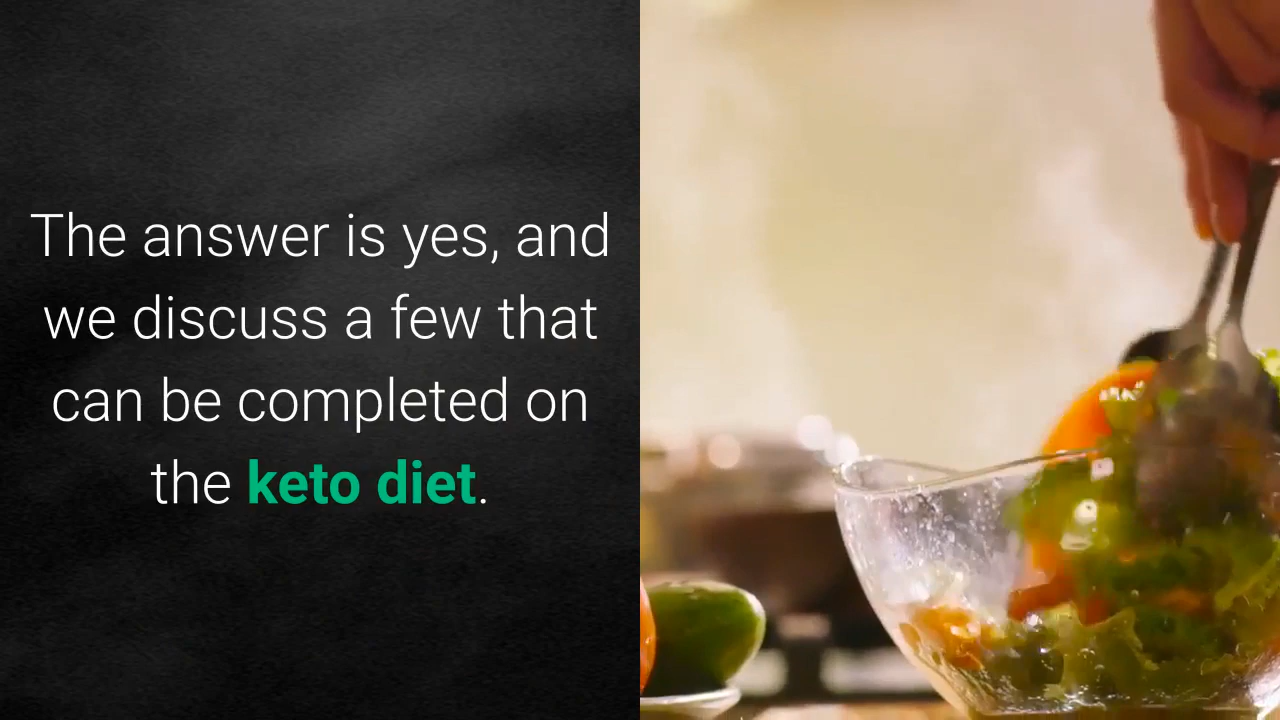 The answer is yes, and
we discuss a few that
can be completed on
the keto diet.